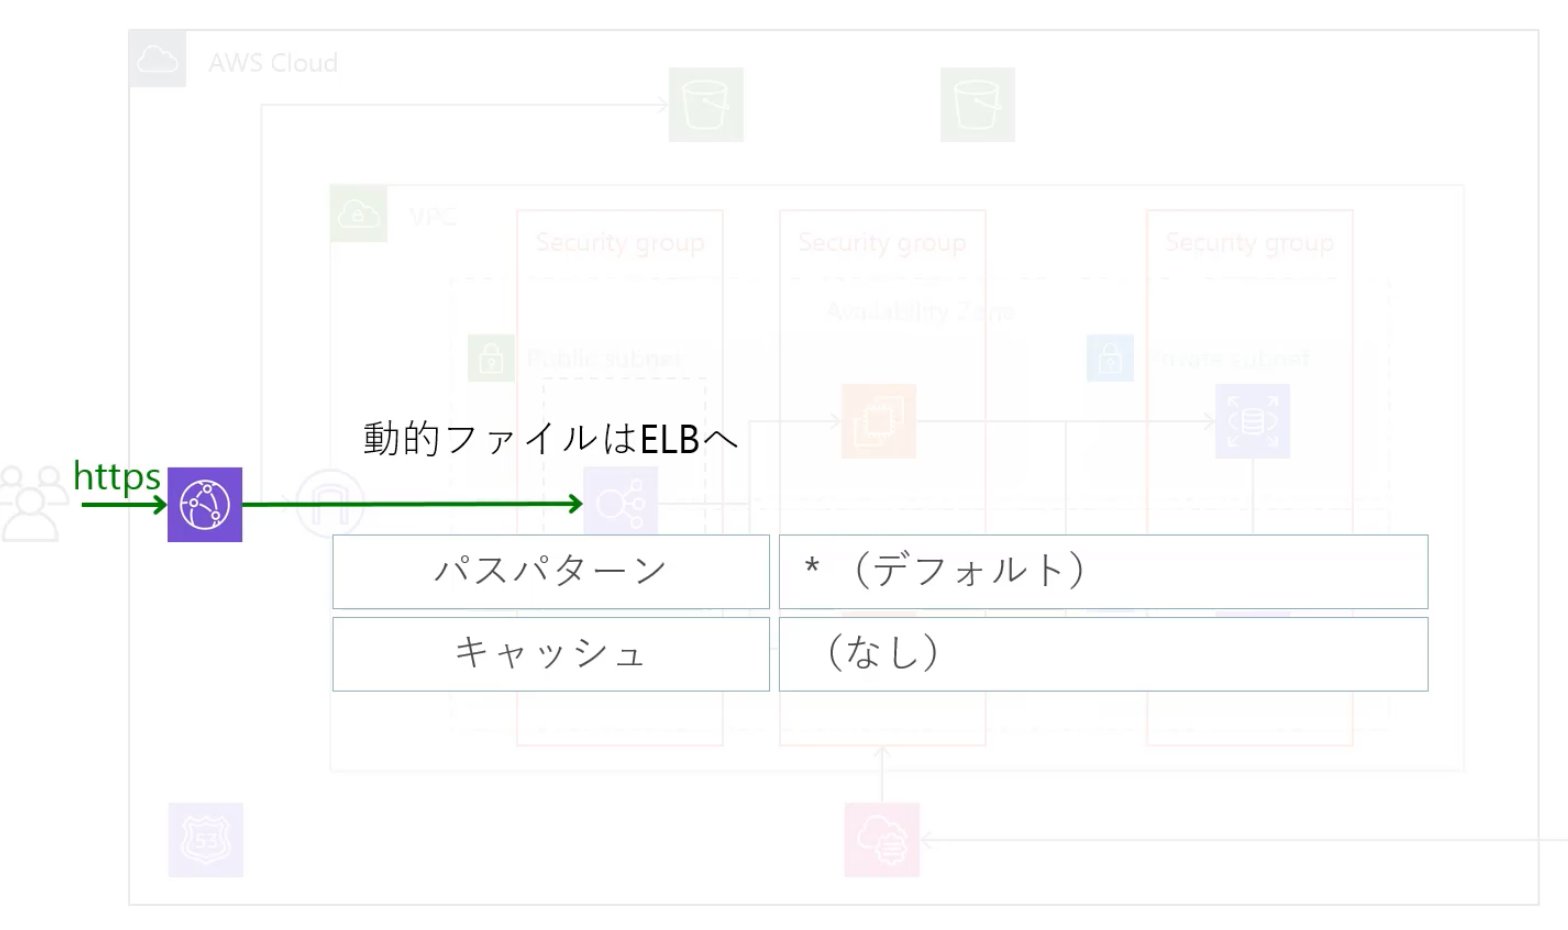 AWS Cloud
VPC
Security group
Security group
Security group
Availability Zone
Public subnet
Private subnet
動的ファイルはELBへ
https
パスパターン
* （デフォルト）
キャッシュ
（なし）
53